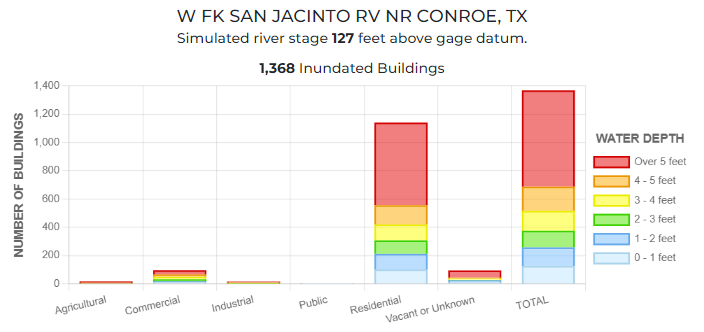 W FK SAN JACINTO RV NR CONROE, TX
Simulated river stage 127 feet above gage datum.
1,368 Inundated Buildings
NUMBER OF BUILDINGS
1,400
1,200
1,000
800
600
400
200
0
Agricultural
Commercial
Industrial
Public
Residential
Vacant or Unknown
TOTAL
WATER DEPTH
Over 5 feet
4 - 5 feet
3 - 4 feet
2 - 3 feet
1 - 2 feet
0 - 1 feet